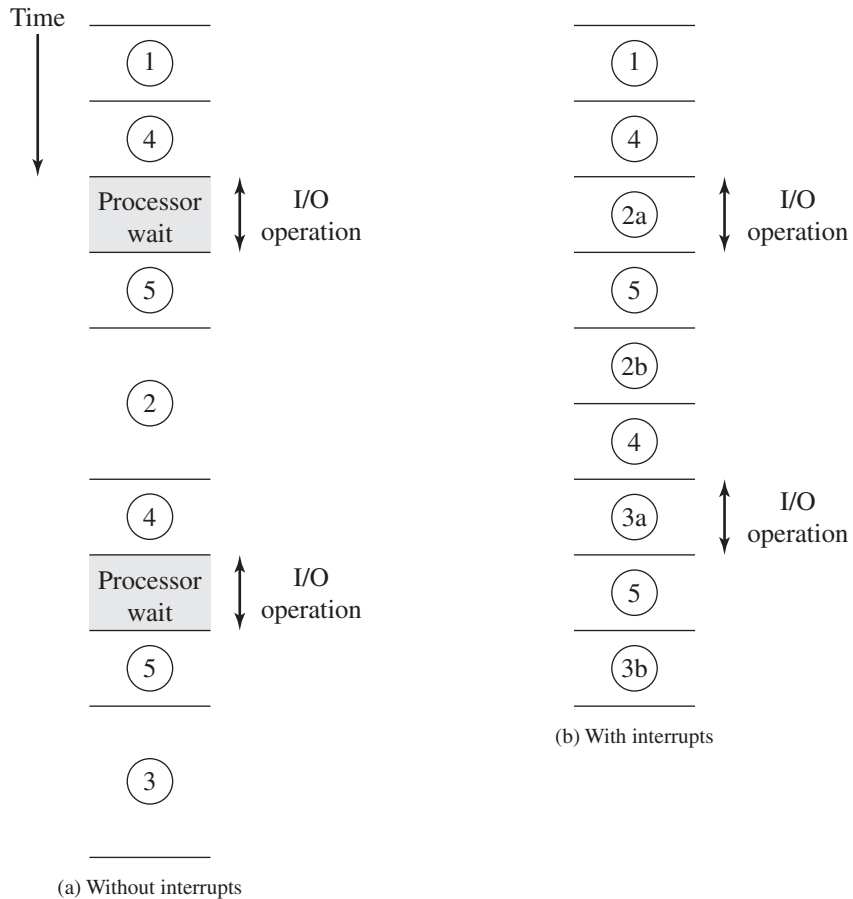 Time
1
4
Processor
wait
I/O
operation
5
2
4
Processor
wait
I/O
operation
5
3
(a) Without interrupts
1
4
2a
I/O
operation
5
2b
4
3a
I/O
operation
5
3b
(b) With interrupts